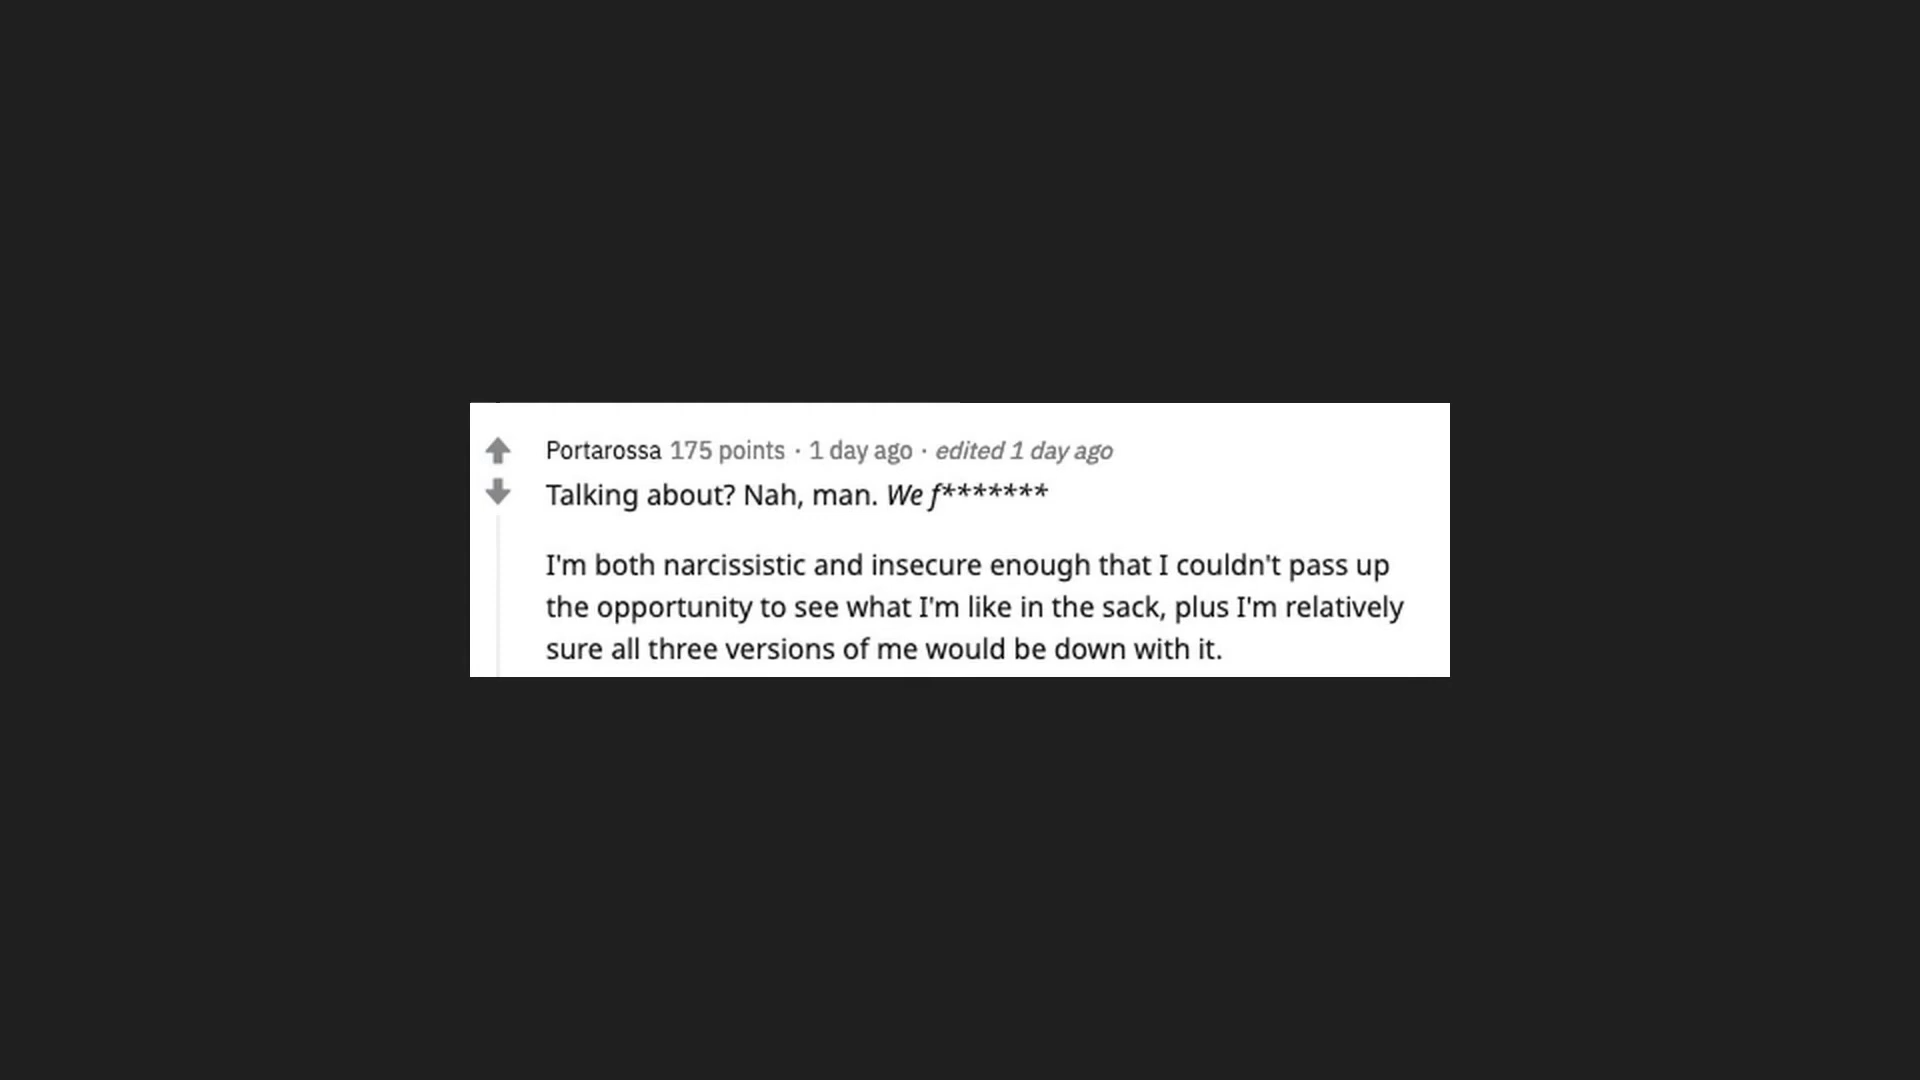 Portarossa 175 points · 1 day ago · edited 1 day ago
Talking about? Nah, man. We f*******
I'm both narcissistic and insecure enough that I couldn't pass up
the opportunity to see what I'm like in the sack, plus I'm relatively
sure all three versions of me would be down with it.